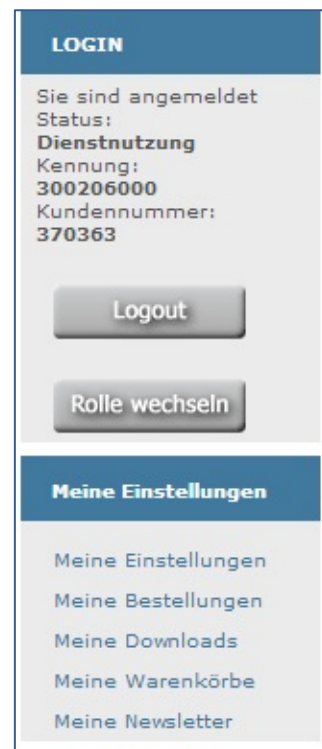 LOGIN
Sie sind angemeldet
Status:
Dienstnutzung
Kennung:
300206000
Kundennummer:
370363
Logout
Rolle wechseln
Meine Einstellungen
Meine Einstellungen
Meine Bestellungen
Meine Downloads
Meine Warenkörbe
Meine Newsletter